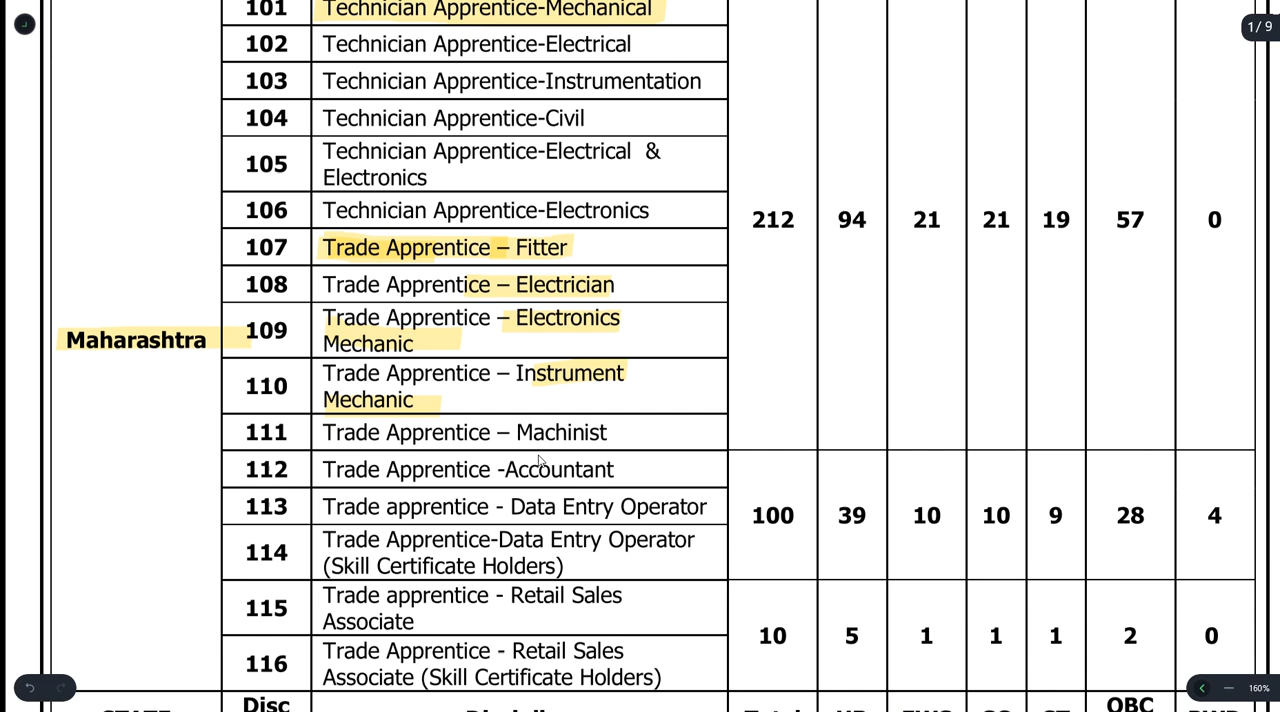 1/ 9
101 Technician Apprentice-Mechanical
102 Technician Apprentice-Electrical
103 Technician Apprentice-Instrumentation
104 Technician Apprentice-Civil
105 Technician Apprentice-Electrical &
Electronics
106 Technician Apprentice-Electronics
212 94 21 21 19 57 0
107 Trade Apprentice – Fitter
108 Trade Apprentice – Electrician
Maharashtra
109 Trade Apprentice – Electronics
Mechanic
110 Trade Apprentice – Instrument
Mechanic
111 Trade Apprentice – Machinist
112 Trade Apprentice -Accountant
113 Trade apprentice - Data Entry Operator
100 39 10 10 9 28 4
114 Trade Apprentice-Data Entry Operator
(Skill Certificate Holders)
115 Trade apprentice - Retail Sales
Associate
10 5 1 1 1 2 0
116 Trade Apprentice - Retail Sales
Associate (Skill Certificate Holders)
160%
Disc
OBC